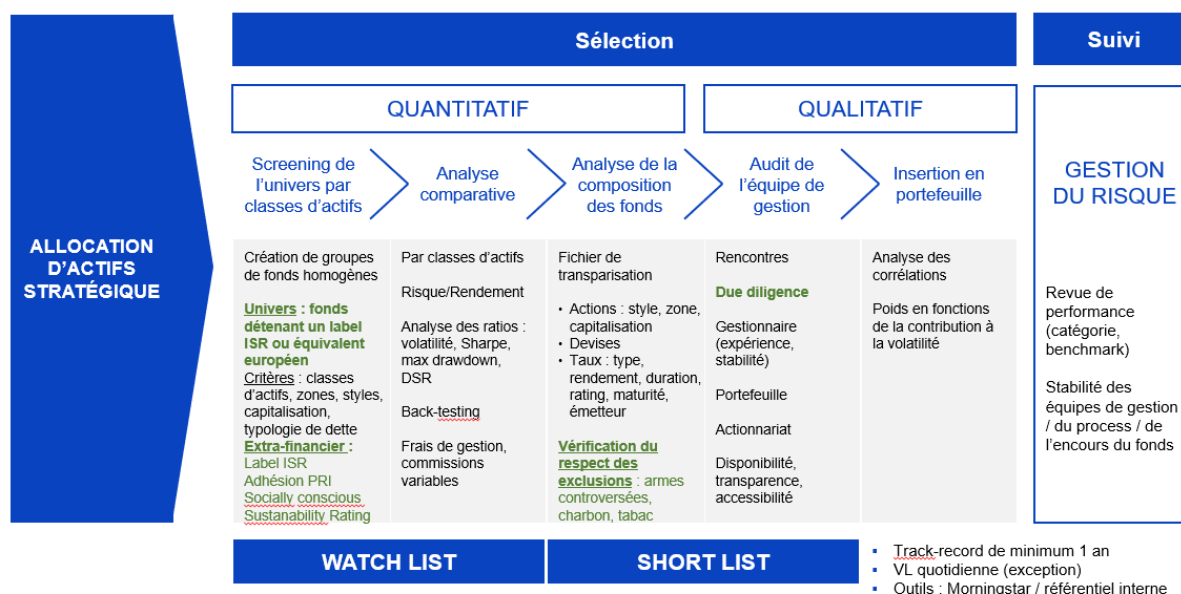 Sélection
Suivi
QUANTITATIF
QUALITATIF
ALLOCATION
D'ACTIFS
STRATÉGIQUE
Screening de
l'univers par
classes d'actifs
Analyse
comparative
Analyse de la
composition
des fonds
Audit de
l'équipe de
gestion
Insertion en
portefeuille
GESTION
DU RISQUE
Création de groupes
de fonds homogènes
Univers : fonds
détenant un label
ISR ou équivalent
européen
Critères : classes
d'actifs, zones, styles,
capitalisation,
typologie de dette
Extra-financier :
Label ISR
Adhésion PRI
Socially conscious
Sustanability Rating
Par classes d'actifs
Risque/Rendement
Analyse des ratios :
volatilité, Sharpe,
max drawdown,
DSR
Back-testing
Frais de gestion,
commissions
variables
Fichier de
transparisation
• Actions : style, zone,
capitalisation
• Devises
• Taux : type,
rendement, duration,
rating, maturité,
émetteur
Vérification du
respect des
exclusions : armes
controversées,
charbon, tabac
Rencontres
Due diligence
Gestionnaire
(expérience,
stabilité)
Portefeuille
Actionnariat
Disponibilité,
transparence,
accessibilité
Analyse des
corrélations
Poids en fonctions
de la contribution à
la volatilité
Revue de
performance
(catégorie,
benchmark)
Stabilité des
équipes de gestion
/ du process / de
l'encours du fonds
WATCH LIST
SHORT LIST
▪ Track-record de minimum 1 an
▪ VL quotidienne (exception)
▪ Outils : Morningstar / référentiel interne